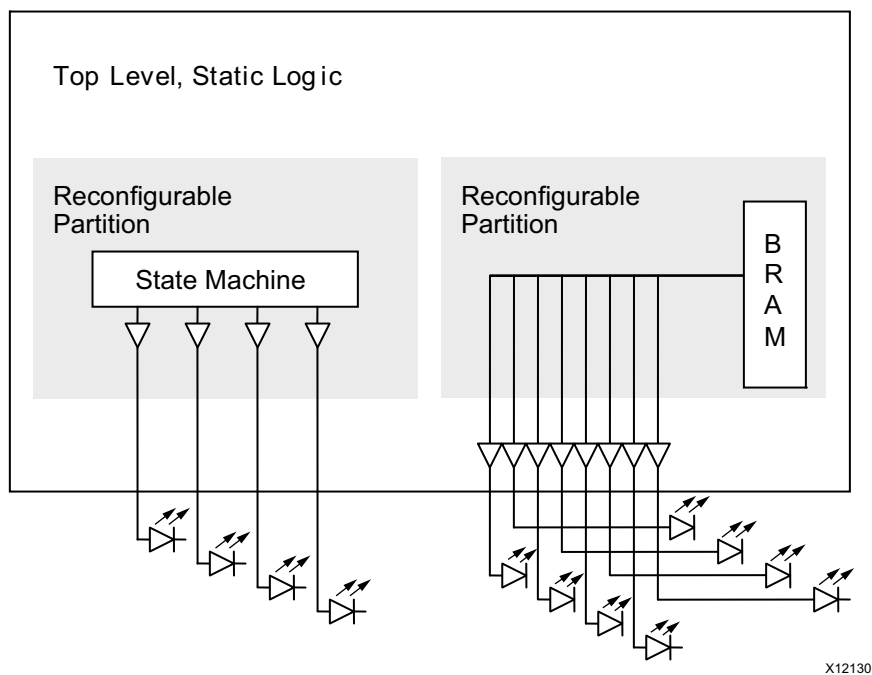 Top Level, Static Logic
Reconfigurable
Partition
State Machine
Reconfigurable
Partition
B
R
A
M
X12130